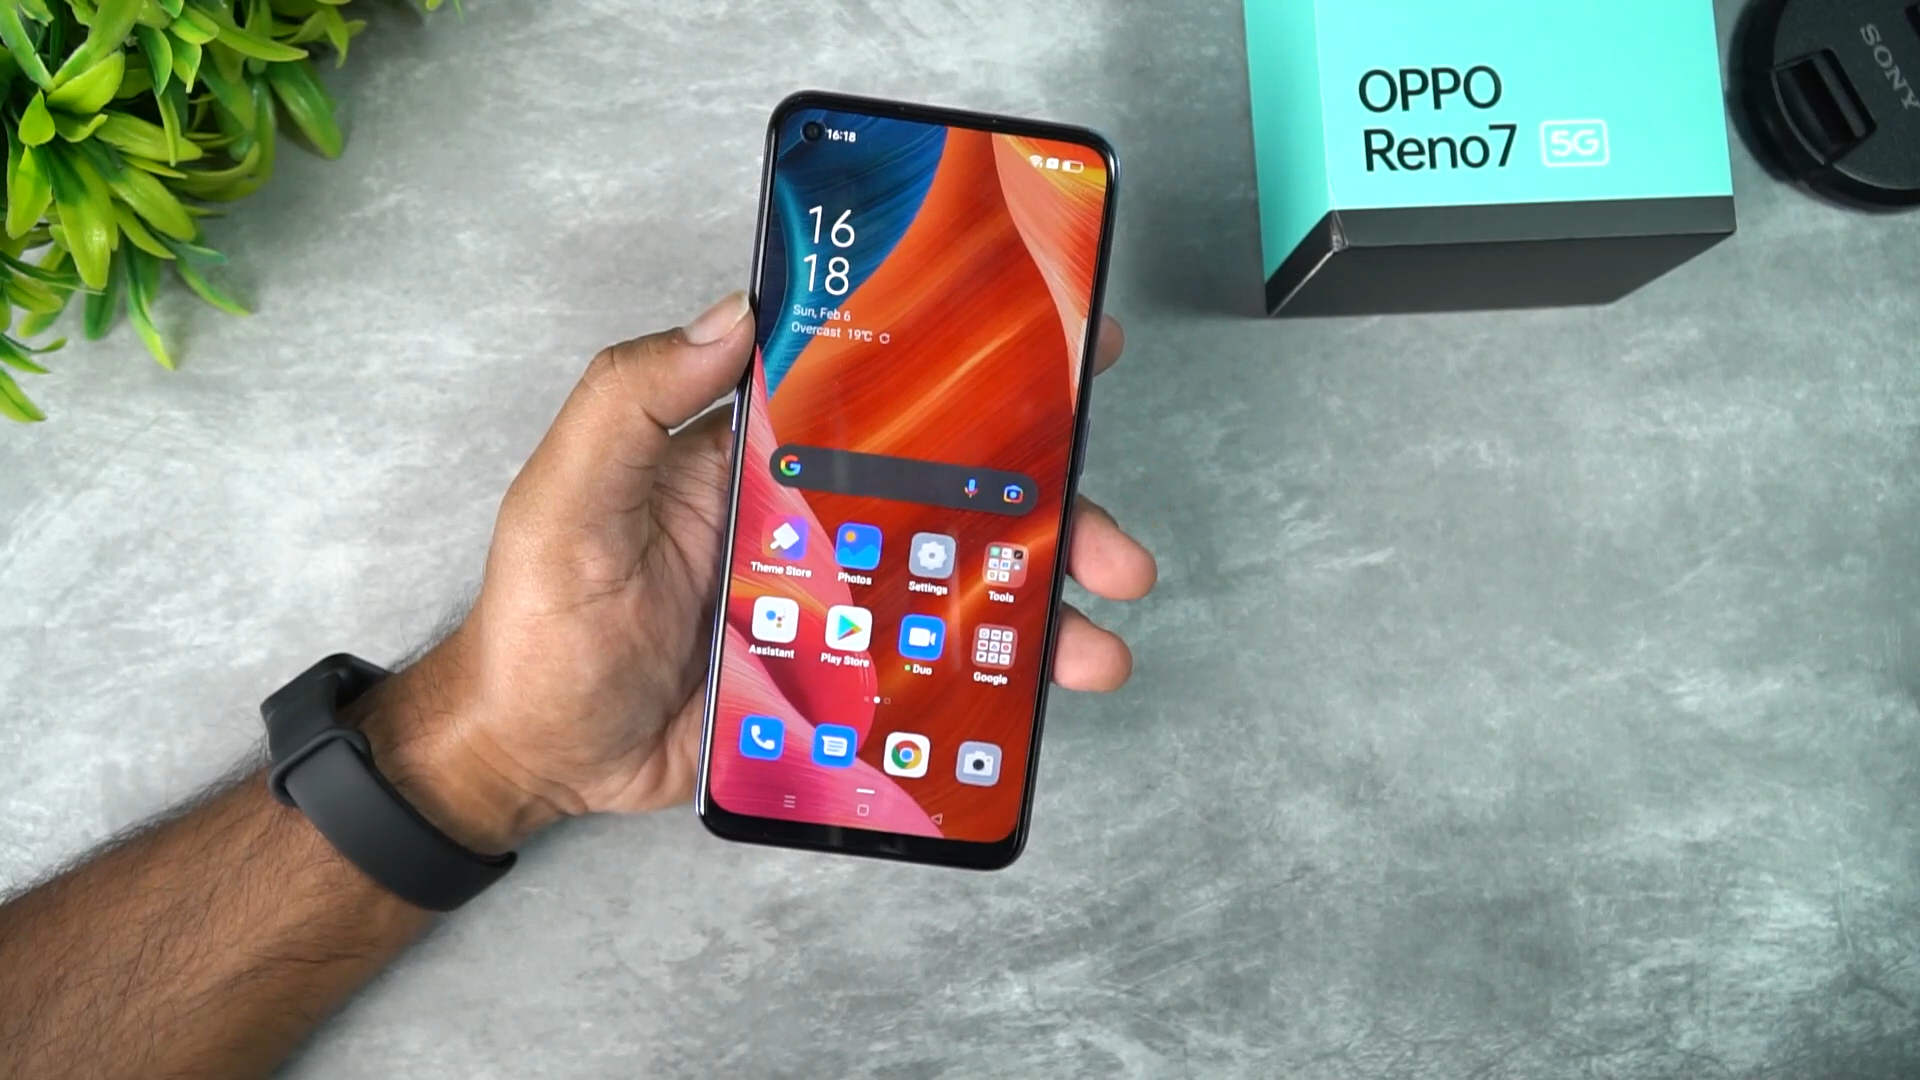 16:18
16
18
Sun, Feb 6
Overcast 19℃
Theme Store
Photos
Settings
Tools
Assistant
Play Store
Duo
Google
OPPO
Reno7 5G
SONY